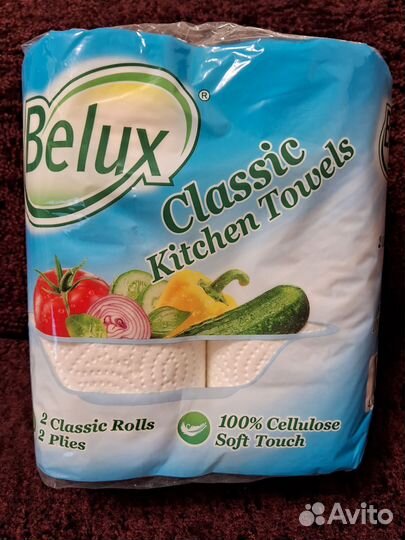 Belux ®
Classic
Kitchen Towels
2 Classic Rolls
2 Plies
100% Cellulose
Soft Touch
Avito